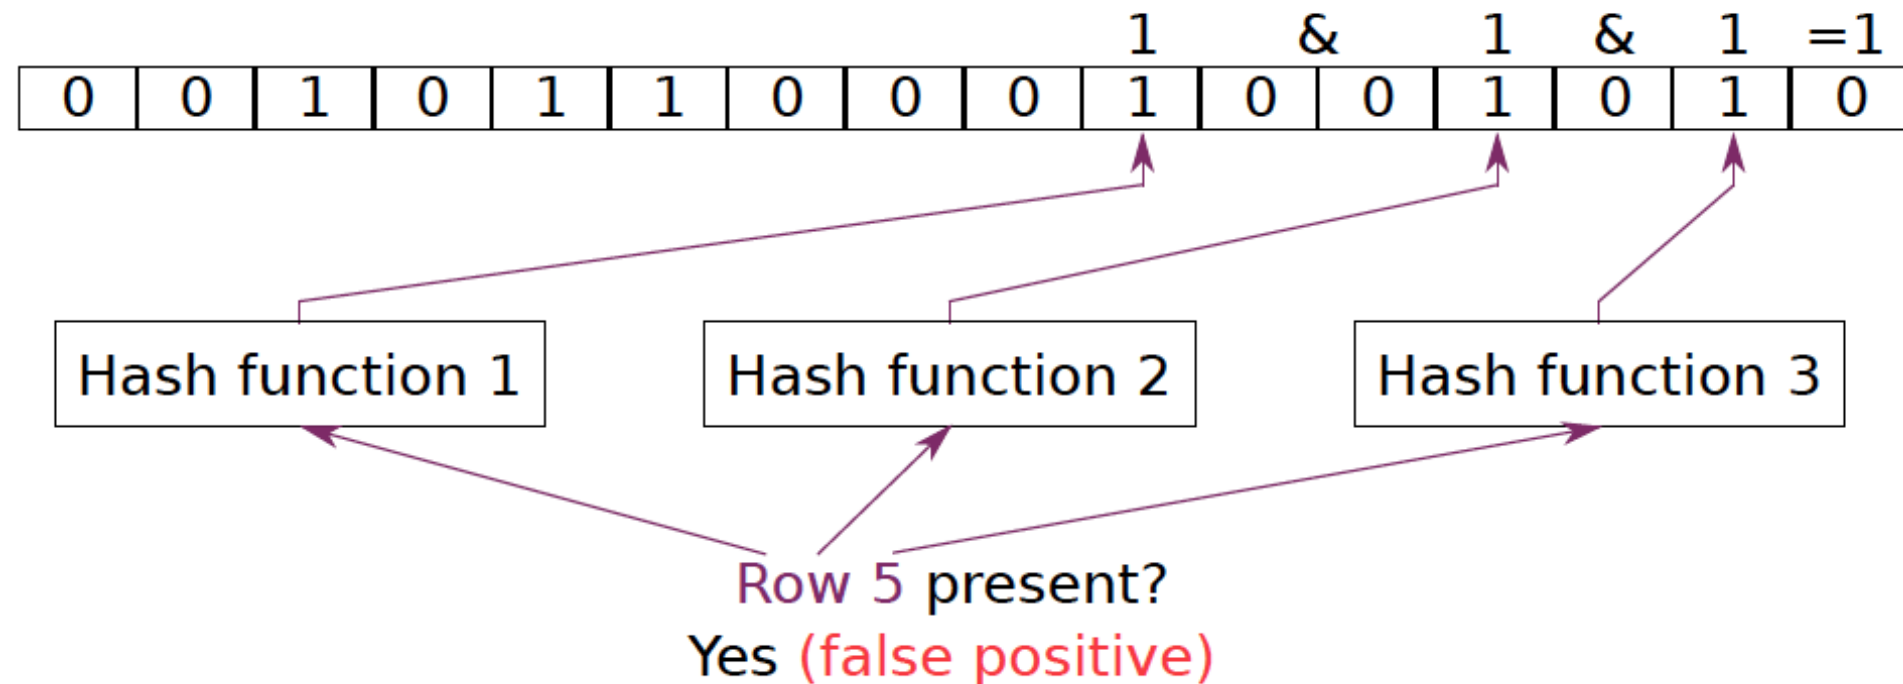 1 & 1 & 1 =1
0 0 1 0 1 1 0 0 0 1 0 0 1 0 1 0
Hash function 1 Hash function 2 Hash function 3
Row 5 present?
Yes (false positive)